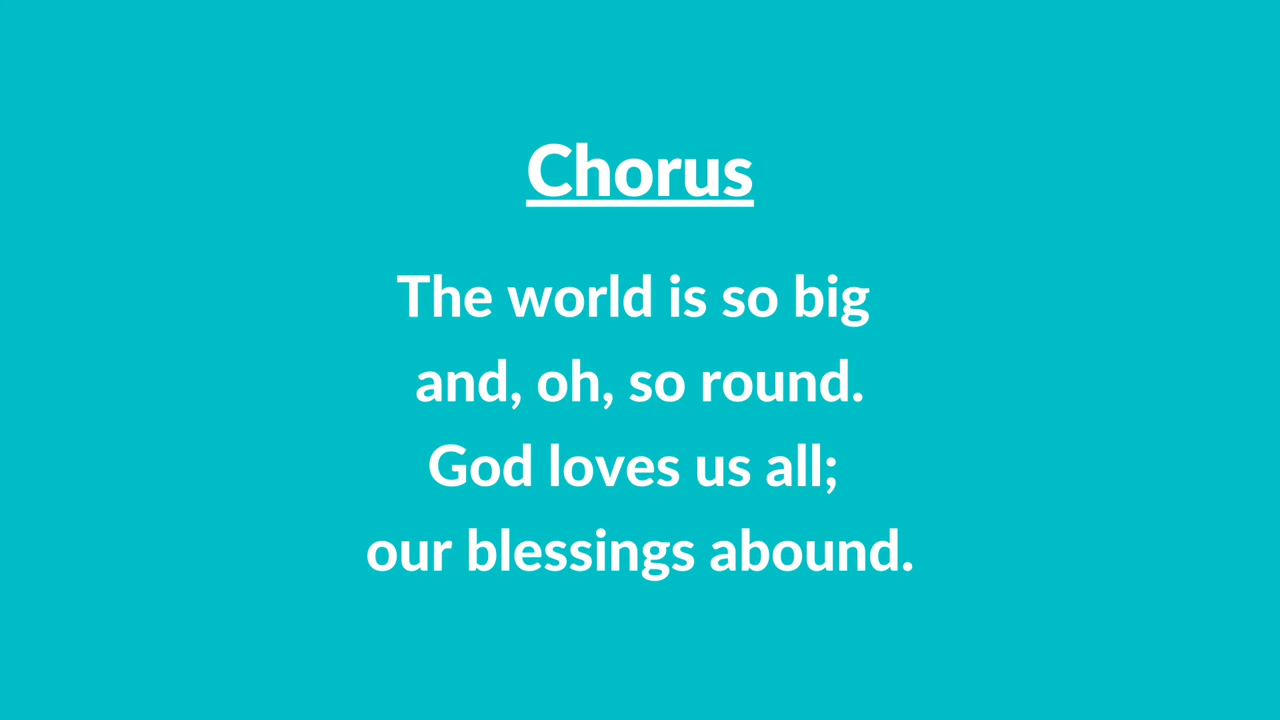 Chorus
The world is so big
and, oh, so round.
God loves us all;
our blessings abound.